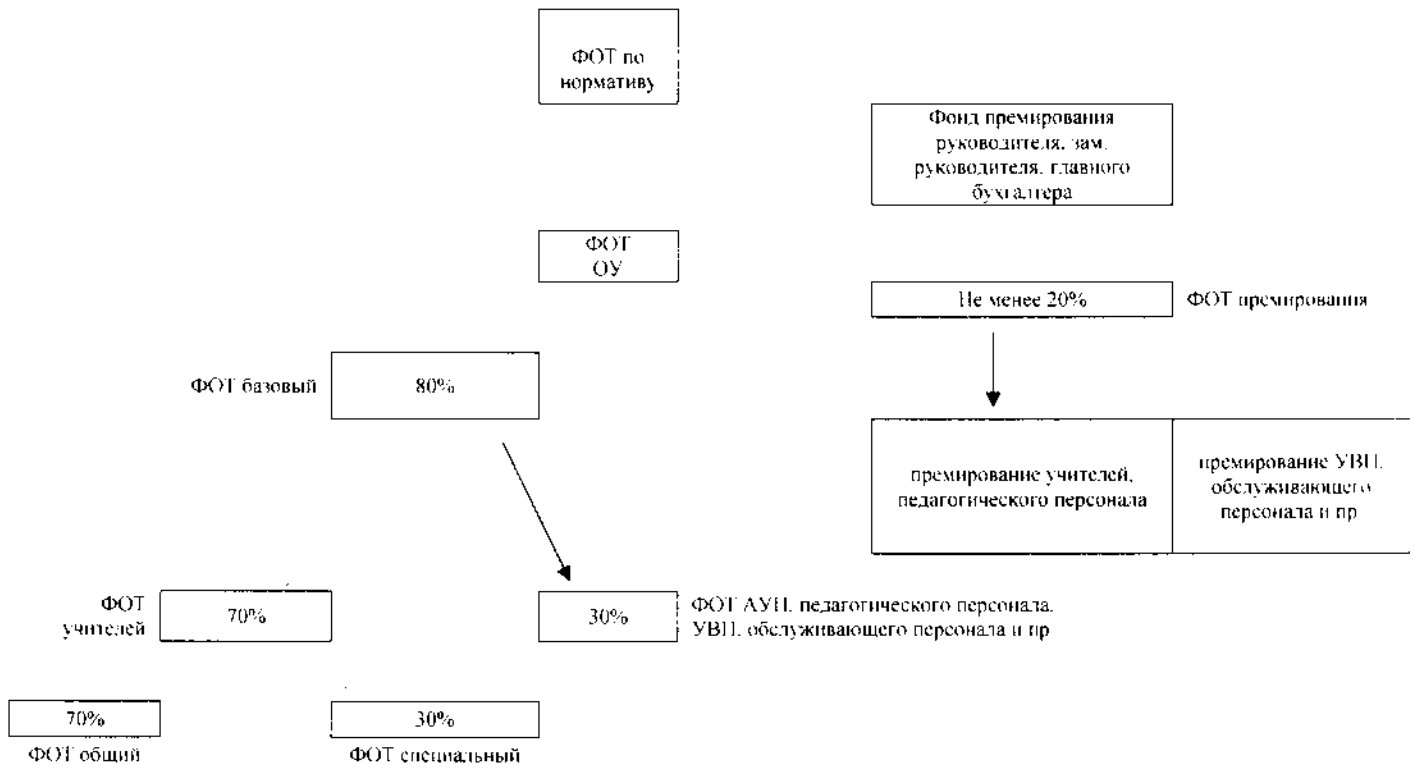 ФОТ по
нормативу
Фонд премирования
руководителя, зам.
руководителя, главного
бухгалтера
ФОТ
ОУ
Не менее 20%
ФОТ премирования
ФОТ базовый
80%
премирование учителей,
педагогического персонала
премирование УВП,
обслуживающего
персонала и пр
ФОТ
учителей
70%
30%
ФОТ АУП, педагогического персонала,
УВП, обслуживающего персонала и пр
70%
30%
ФОТ общий
ФОТ специальный